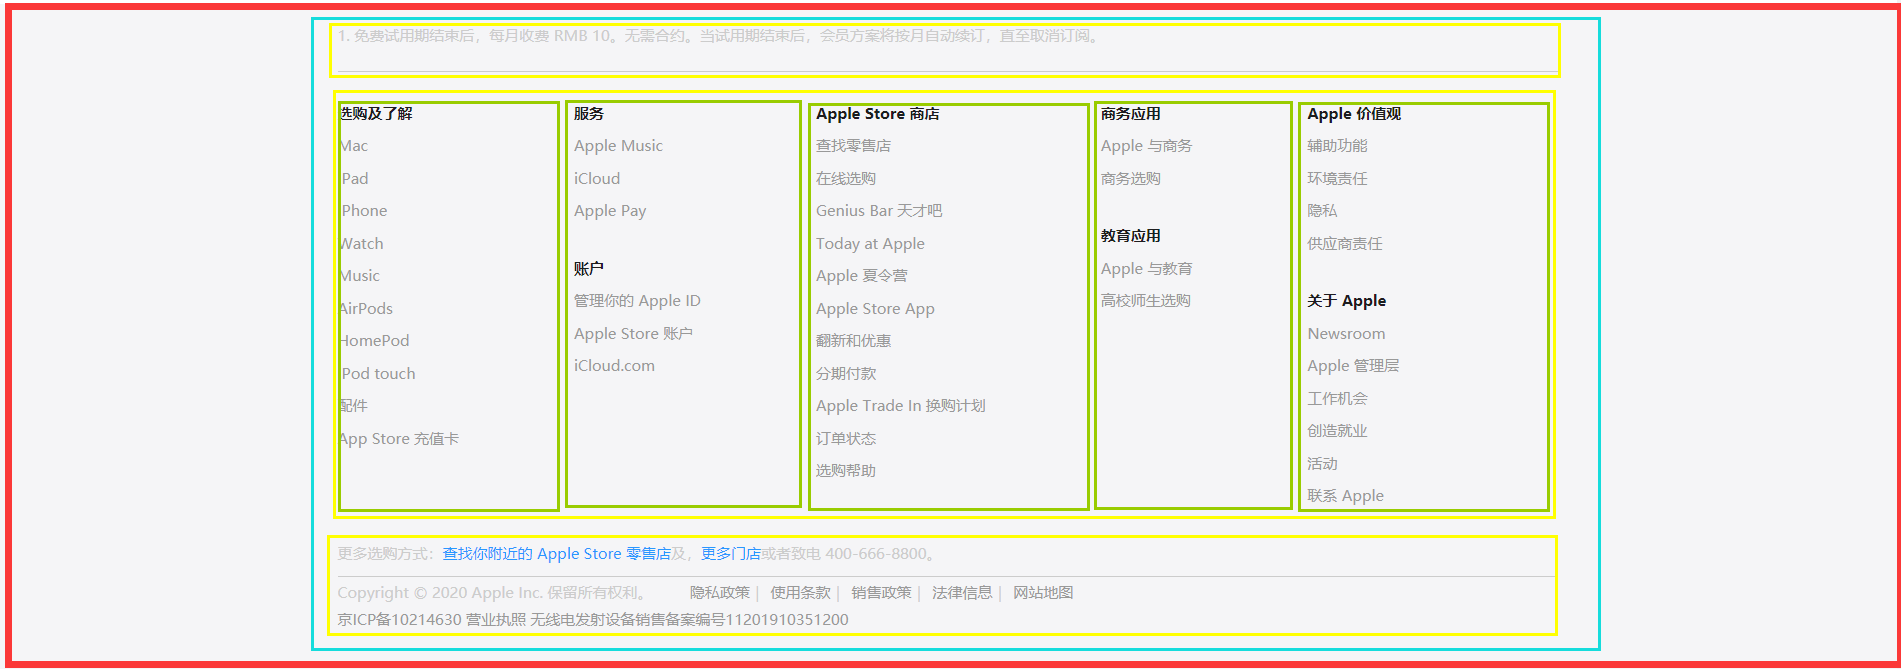 1. 免费试用期结束后，每月收费 RMB 10。无需合约。当试用期结束后，会员方案将按月自动续订，直至取消订阅。
选购及了解
Mac
iPad
iPhone
Watch
Music
AirPods
HomePod
iPod touch
配件
App Store 充值卡
服务
Apple Music
iCloud
Apple Pay
账户
管理你的 Apple ID
Apple Store 账户
iCloud.com
Apple Store 商店
查找零售店
在线选购
Genius Bar 天才吧
Today at Apple
Apple 夏令营
Apple Store App
翻新和优惠
分期付款
Apple Trade In 换购计划
订单状态
选购帮助
商务应用
Apple 与商务
商务选购
教育应用
Apple 与教育
高校师生选购
Apple 价值观
辅助功能
环境责任
隐私
供应商责任
关于 Apple
Newsroom
Apple 管理层
工作机会
创造就业
活动
联系 Apple
更多选购方式：查找你附近的 Apple Store 零售店及，更多门店或者致电 400-666-8800。
Copyright © 2020 Apple Inc. 保留所有权利。 隐私政策 | 使用条款 | 销售政策 | 法律信息 | 网站地图
京ICP备10214630 营业执照 无线电发射设备销售备案编号11201910351200